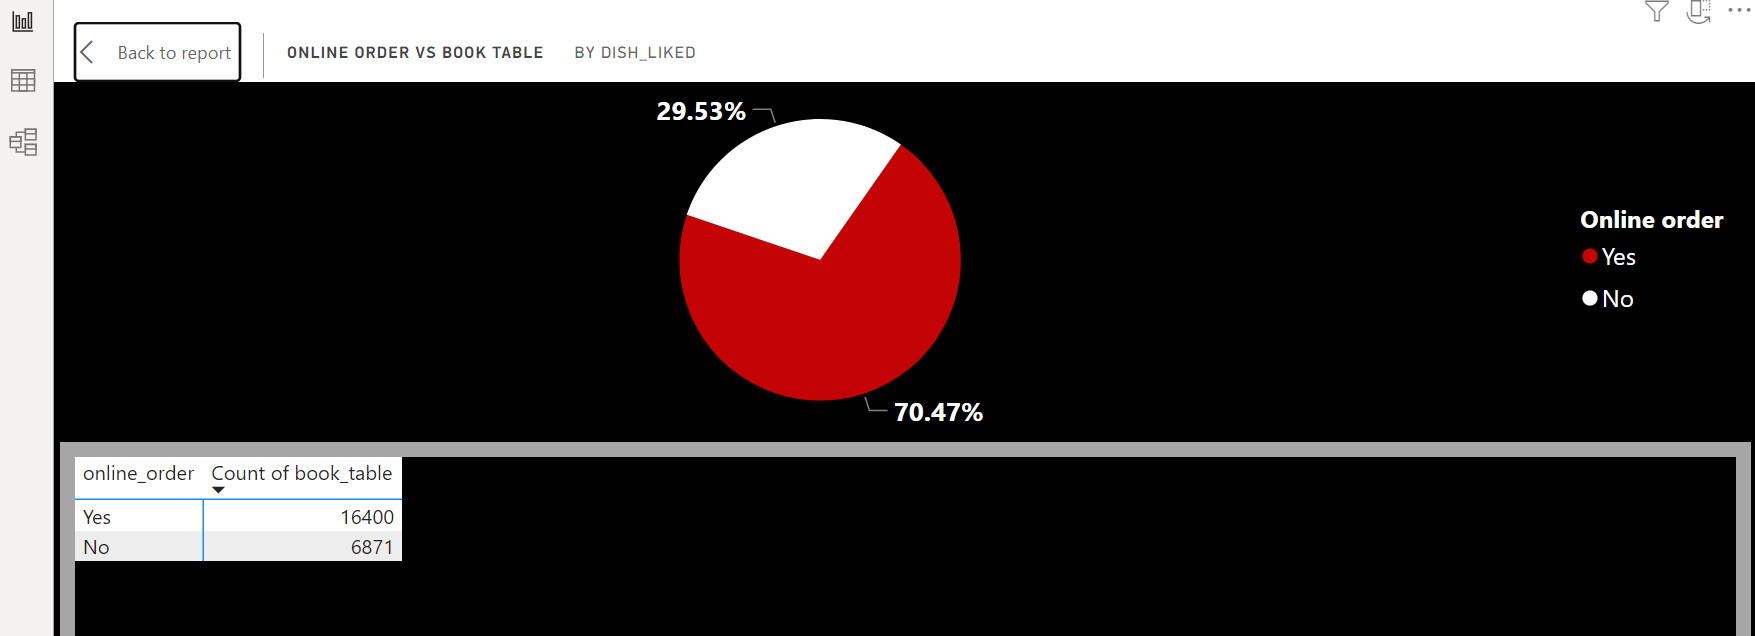 Back to report
ONLINE ORDER VS BOOK TABLE BY DISH_LIKED
29.53%
70.47%
Online order
Yes
No
online_order Count of book_table
Yes 16400
No 6871